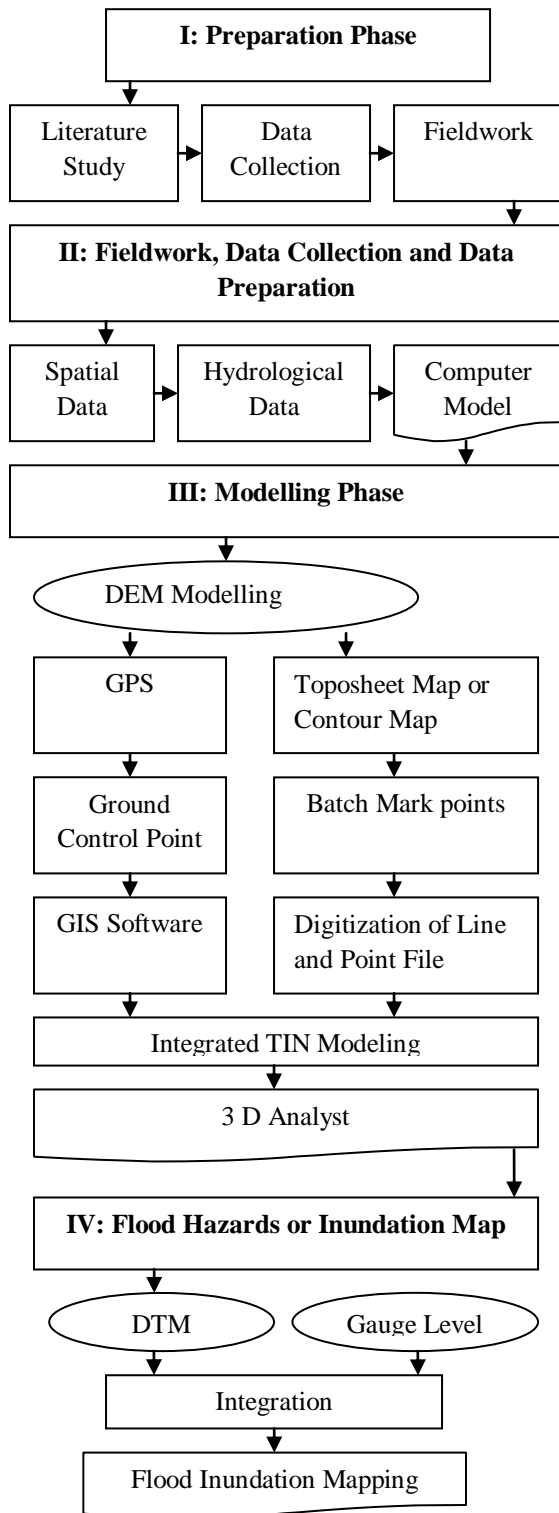 I: Preparation Phase
Literature
Study
Data
Collection
Fieldwork
II: Fieldwork, Data Collection and Data
Preparation
Spatial
Data
Hydrological
Data
Computer
Model
III: Modelling Phase
DEM Modelling
GPS
Toposheet Map or
Contour Map
Ground
Control Point
Batch Mark points
GIS Software
Digitization of Line
and Point File
Integrated TIN Modeling
3 D Analyst
IV: Flood Hazards or Inundation Map
DTM
Gauge Level
Integration
Flood Inundation Mapping